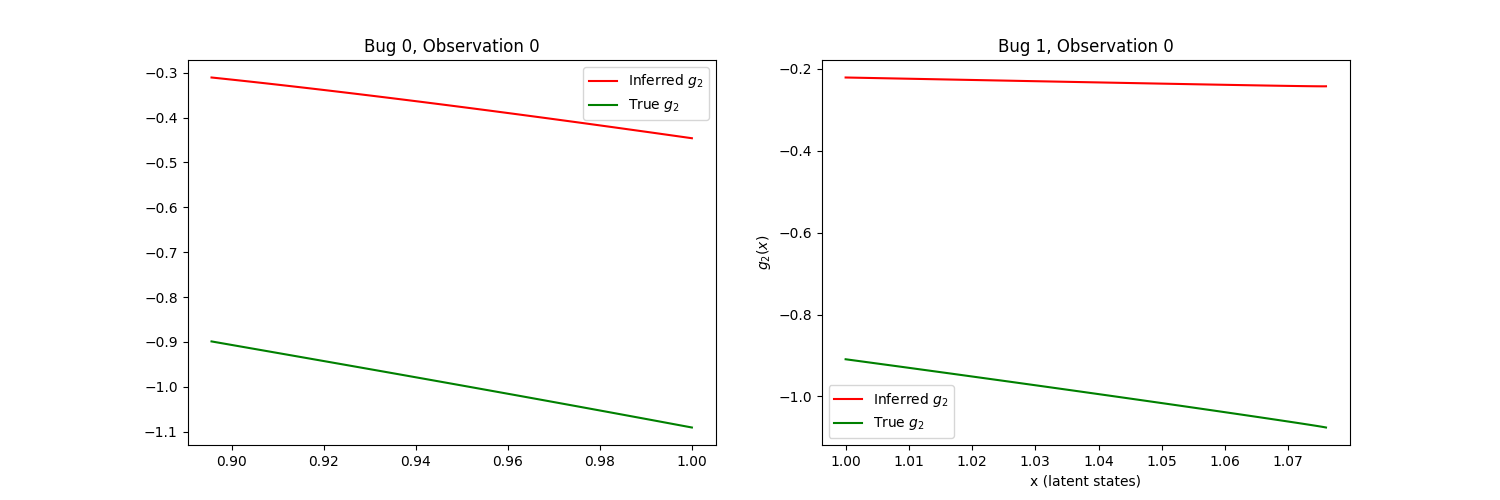 Bug 0, Observation 0
−0.3
−0.4
−0.5
−0.6
−0.7
−0.8
−0.9
−1.0
−1.1
0.90 0.92 0.94 0.96 0.98 1.00
Inferred g₂
True g₂
Bug 1, Observation 0
g₂(x)
−0.2
−0.4
−0.6
−0.8
−1.0
1.00 1.01 1.02 1.03 1.04 1.05 1.06 1.07
x (latent states)
Inferred g₂
True g₂